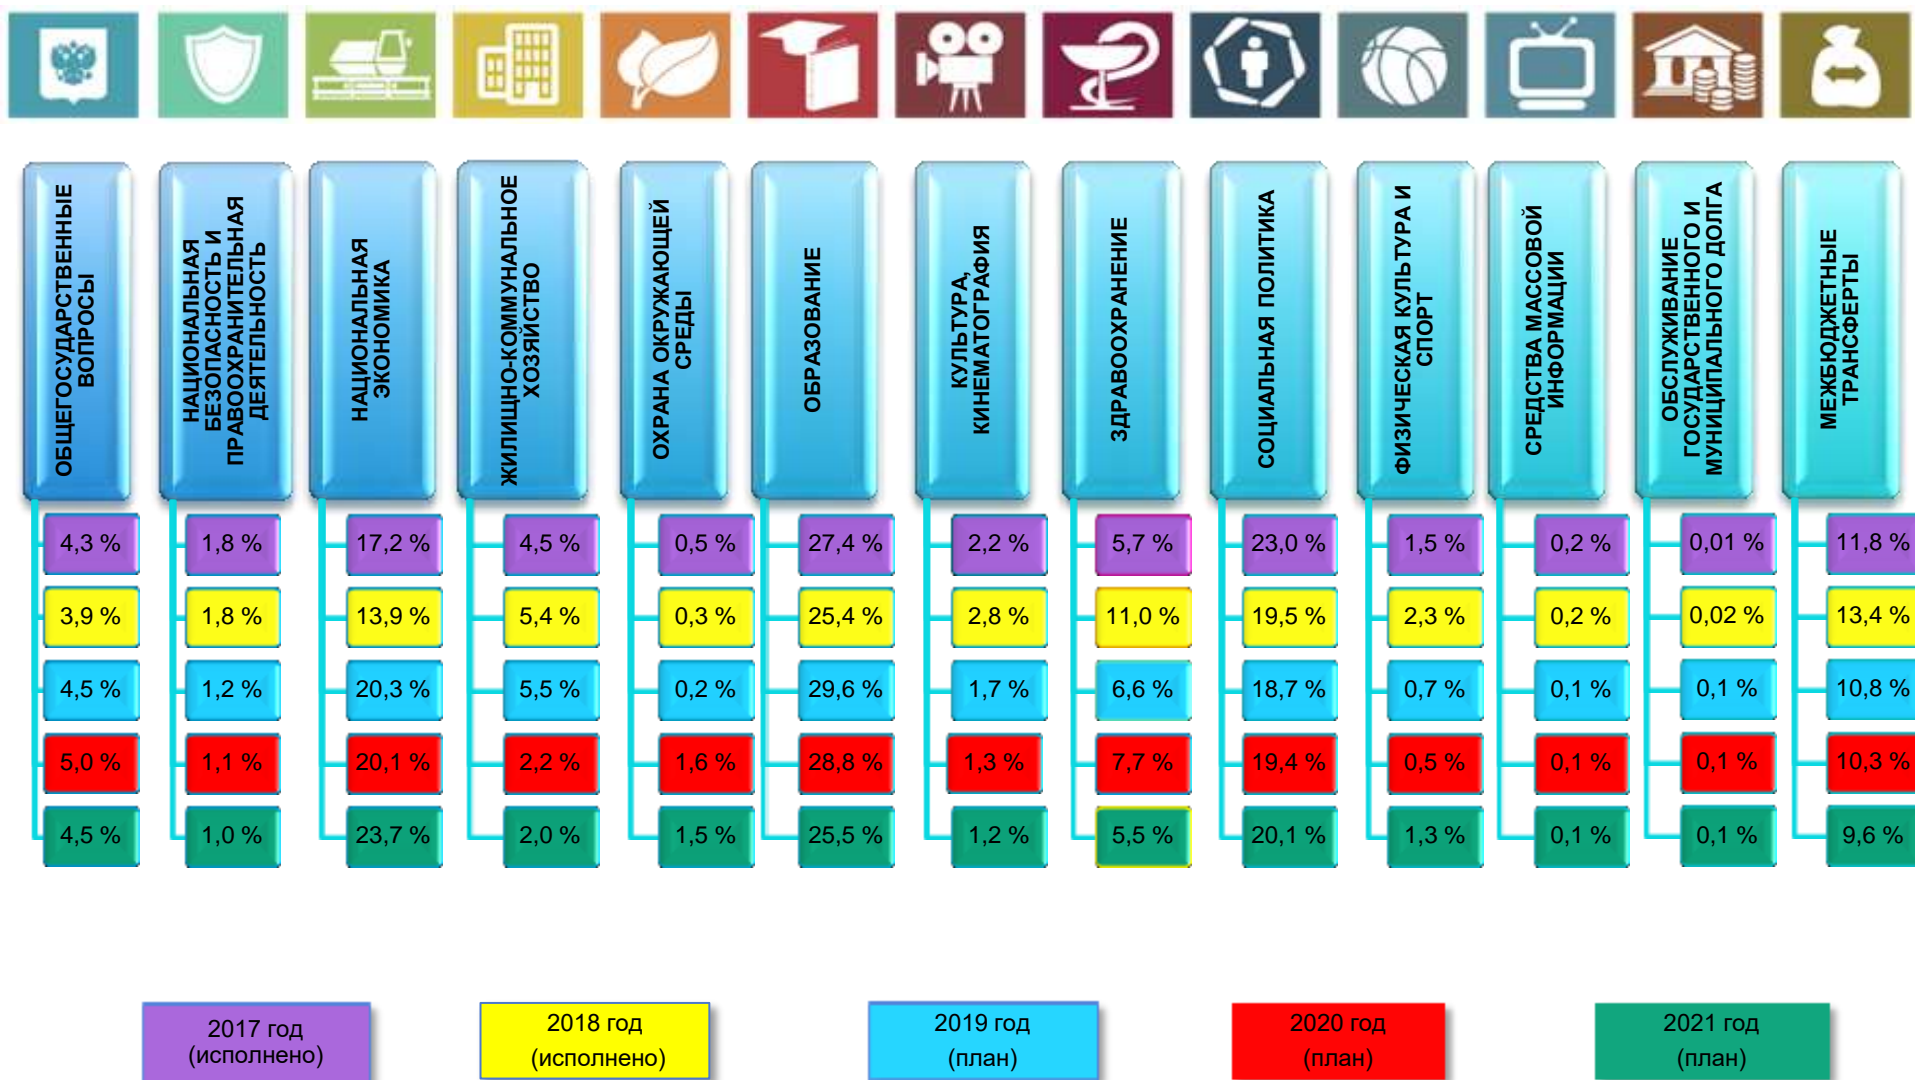 ОБЩЕГОСУДАРСТВЕННЫЕ
ВОПРОСЫ
НАЦИОНАЛЬНАЯ
БЕЗОПАСНОСТЬ И
ПРАВООХРАНИТЕЛЬНАЯ
ДЕЯТЕЛЬНОСТЬ
НАЦИОНАЛЬНАЯ
ЭКОНОМИКА
ЖИЛИЩНО-КОММУНАЛЬНОЕ
ХОЗЯЙСТВО
ОХРАНА ОКРУЖАЮЩЕЙ
СРЕДЫ
ОБРАЗОВАНИЕ
КУЛЬТУРА,
КИНЕМАТОГРАФИЯ
ЗДРАВООХРАНЕНИЕ
СОЦИАЛЬНАЯ ПОЛИТИКА
ФИЗИЧЕСКАЯ КУЛЬТУРА И
СПОРТ
СРЕДСТВА МАССОВОЙ
ИНФОРМАЦИИ
ОБСЛУЖИВАНИЕ
ГОСУДАРСТВЕННОГО И
МУНИЦИПАЛЬНОГО ДОЛГА
МЕЖБЮДЖЕТНЫЕ
ТРАНСФЕРТЫ
4,3 % 1,8 % 17,2 % 4,5 % 0,5 % 27,4 % 2,2 % 5,7 % 23,0 % 1,5 % 0,2 % 0,01 % 11,8 %
3,9 % 1,8 % 13,9 % 5,4 % 0,3 % 25,4 % 2,8 % 11,0 % 19,5 % 2,3 % 0,2 % 0,02 % 13,4 %
4,5 % 1,2 % 20,3 % 5,5 % 0,2 % 29,6 % 1,7 % 6,6 % 18,7 % 0,7 % 0,1 % 0,1 % 10,8 %
5,0 % 1,1 % 20,1 % 2,2 % 1,6 % 28,8 % 1,3 % 7,7 % 19,4 % 0,5 % 0,1 % 0,1 % 10,3 %
4,5 % 1,0 % 23,7 % 2,0 % 1,5 % 25,5 % 1,2 % 5,5 % 20,1 % 1,3 % 0,1 % 0,1 % 9,6 %
2017 год
(исполнено)
2018 год
(исполнено)
2019 год
(план)
2020 год
(план)
2021 год
(план)